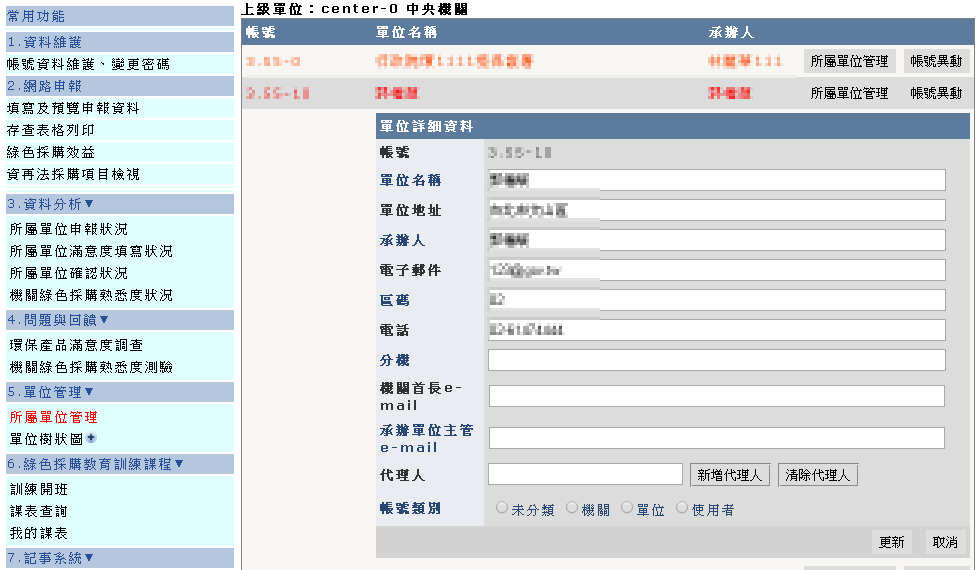 常用功能
1.資料維護
帳號資料維護、變更密碼
2.網路申報
填寫及預覽申報資料
存查表格列印
綠色採購效益
資再法採購項目檢視
3.資料分析▼
所屬單位申報狀況
所屬單位滿意度填寫狀況
所屬單位確認狀況
機關綠色採購熟悉度狀況
4.問題與回饋▼
環保產品滿意度調查
機關綠色採購熟悉度測驗
5.單位管理▼
所屬單位管理
單位樹狀圖
6.綠色採購教育訓練課程▼
訓練開班
課表查詢
我的課表
7.記事系統▼
上級單位：center-0 中央機關
帳號 單位名稱 承辦人
所屬單位管理 帳號異動
所屬單位管理 帳號異動
單位詳細資料
帳號
單位名稱
單位地址
承辦人
電子郵件
區碼
電話
分機
機關首長e-
mail
承辦單位主管
e-mail
代理人 新增代理人 清除代理人
帳號類別 未分類 機關 單位 使用者
更新 取消